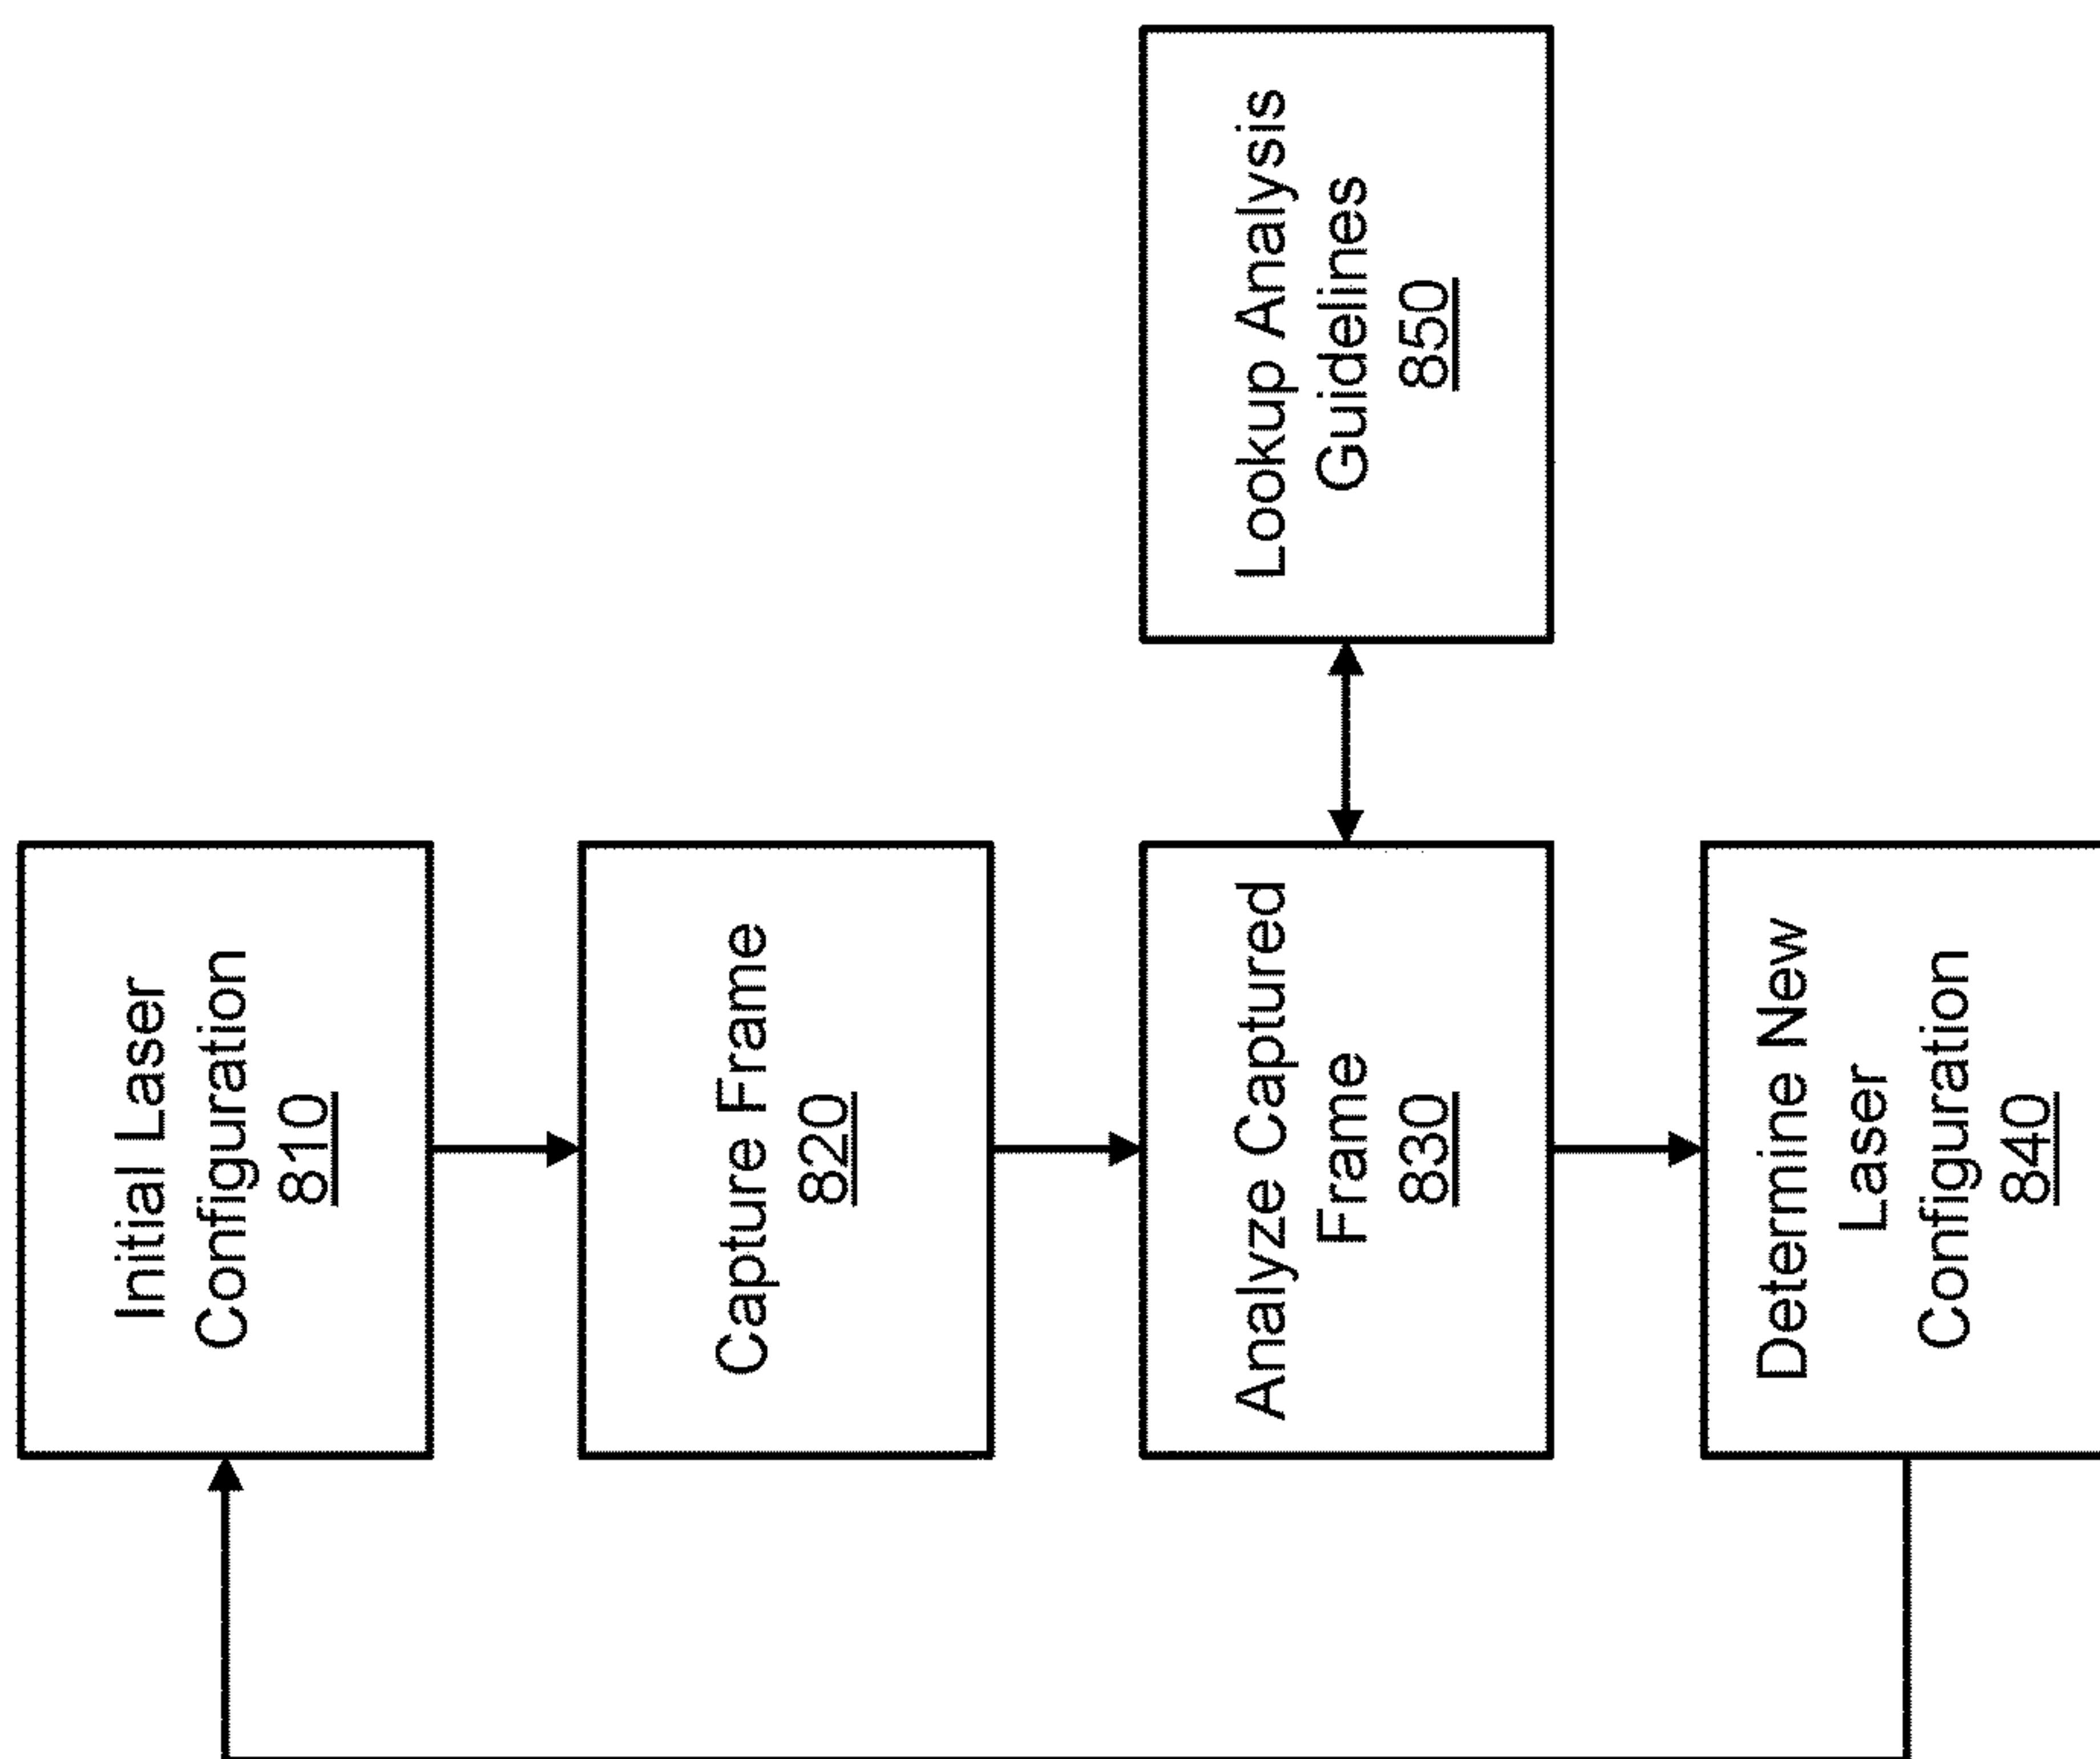 Initial Laser
Configuration
810
Capture Frame
820
Analyze Captured
Frame
830
Determine New
Laser
Configuration
840
Lookup Analysis
Guidelines
850